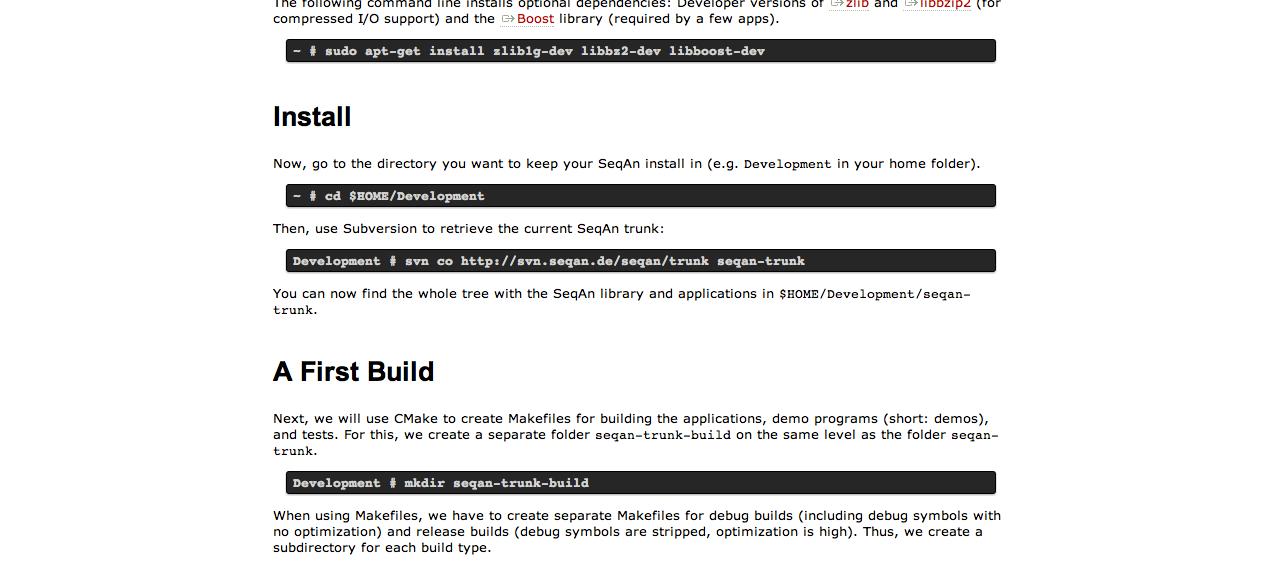 The following command line installs optional dependencies: Developer versions of zlib and libbzip2 (for
compressed I/O support) and the Boost library (required by a few apps).
~ # sudo apt-get install zlib1g-dev libbz2-dev libboost-dev
Install
Now, go to the directory you want to keep your SeqAn install in (e.g. Development in your home folder).
~ # cd $HOME/Development
Then, use Subversion to retrieve the current SeqAn trunk:
Development # svn co http://svn.seqan.de/seqan/trunk seqan-trunk
You can now find the whole tree with the SeqAn library and applications in $HOME/Development/seqan-
trunk.
A First Build
Next, we will use CMake to create Makefiles for building the applications, demo programs (short: demos),
and tests. For this, we create a separate folder seqan-trunk-build on the same level as the folder seqan-
trunk.
Development # mkdir seqan-trunk-build
When using Makefiles, we have to create separate Makefiles for debug builds (including debug symbols with
no optimization) and release builds (debug symbols are stripped, optimization is high). Thus, we create a
subdirectory for each build type.